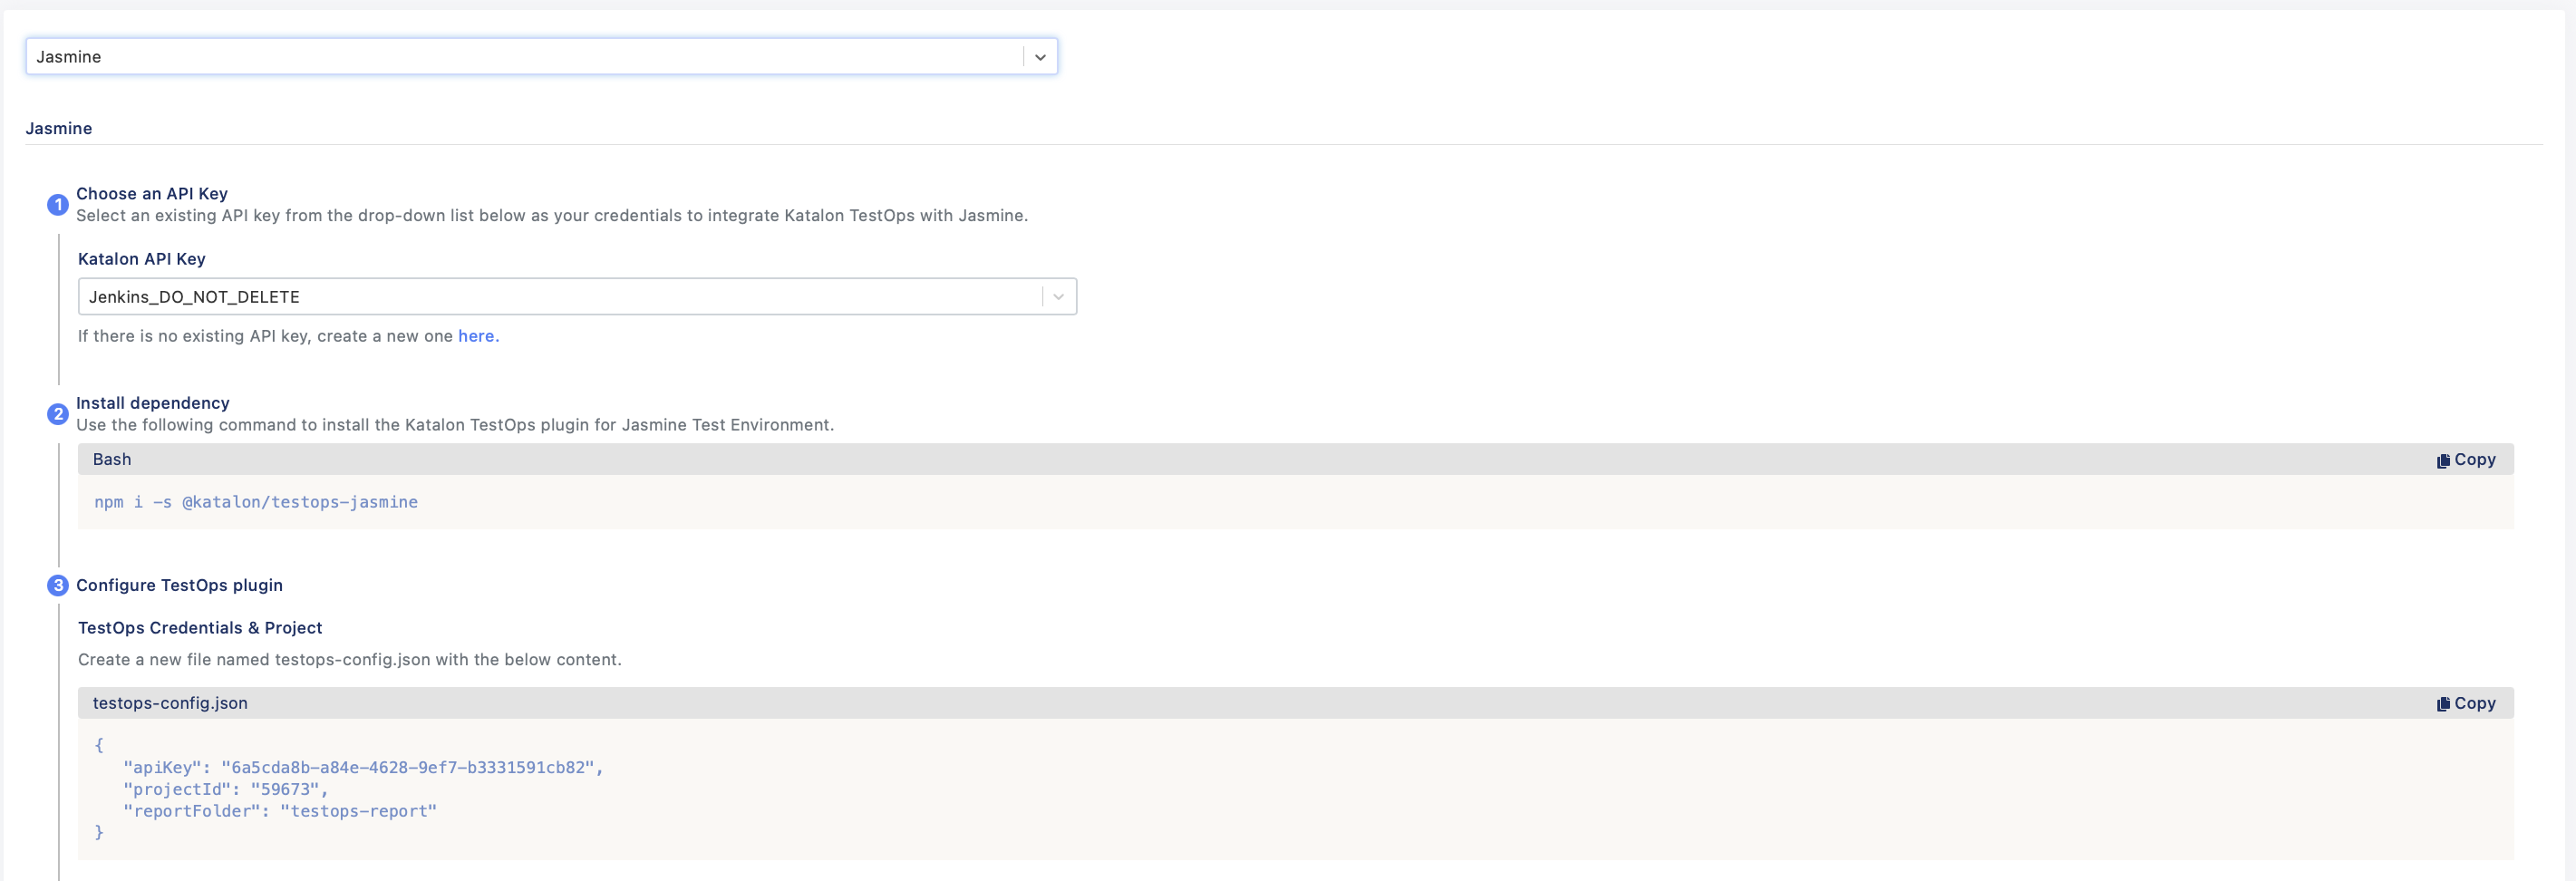 Jasmine
Jasmine
1
Choose an API Key
Select an existing API key from the drop-down list below as your credentials to integrate Katalon TestOps with Jasmine.
Katalon API Key
Jenkins_DO_NOT_DELETE
If there is no existing API key, create a new one here.
2
Install dependency
Use the following command to install the Katalon TestOps plugin for Jasmine Test Environment.
Bash
Copy
npm i -s @katalon/testops-jasmine
3
Configure TestOps plugin
TestOps Credentials & Project
Create a new file named testops-config.json with the below content.
testops-config.json
Copy
{
"apiKey": "6a5cda8b-a84e-4628-9ef7-b3331591cb82",
"projectId": "59673",
"reportFolder": "testops-report"
}